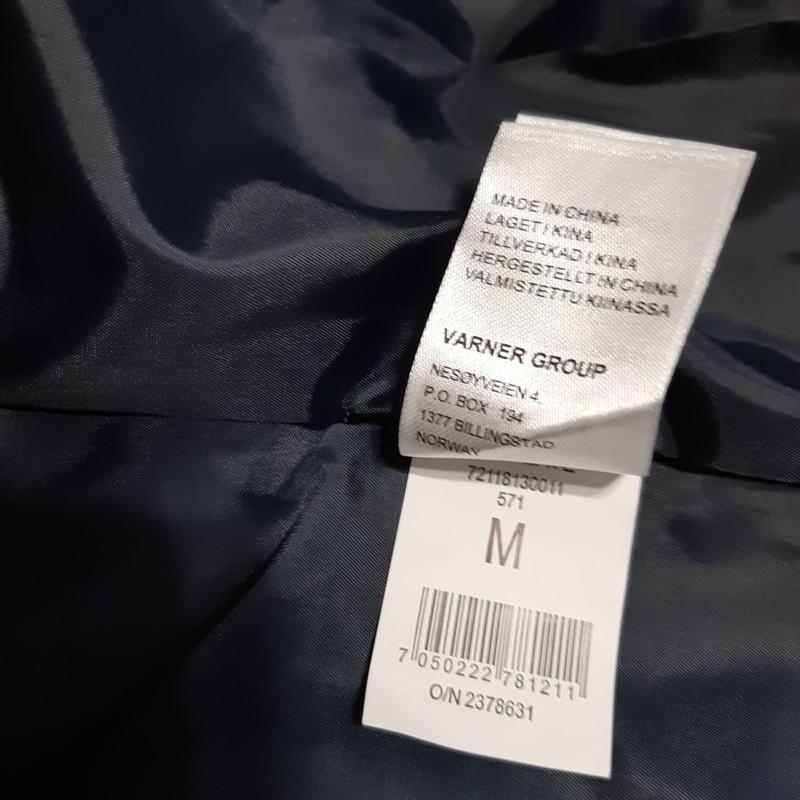 MADE IN CHINA
LAGET I KINA
TILLVERKAD I KINA
HERGESTELLT IN CHINA
VALMISTETTU KIINASSA
VARNER GROUP
NESØYVEIEN 4,
P.O. BOX 194
1377 BILLINGSTAD
NORWAY
72118130011
571
M
7 050222 781211
O/N 2378631